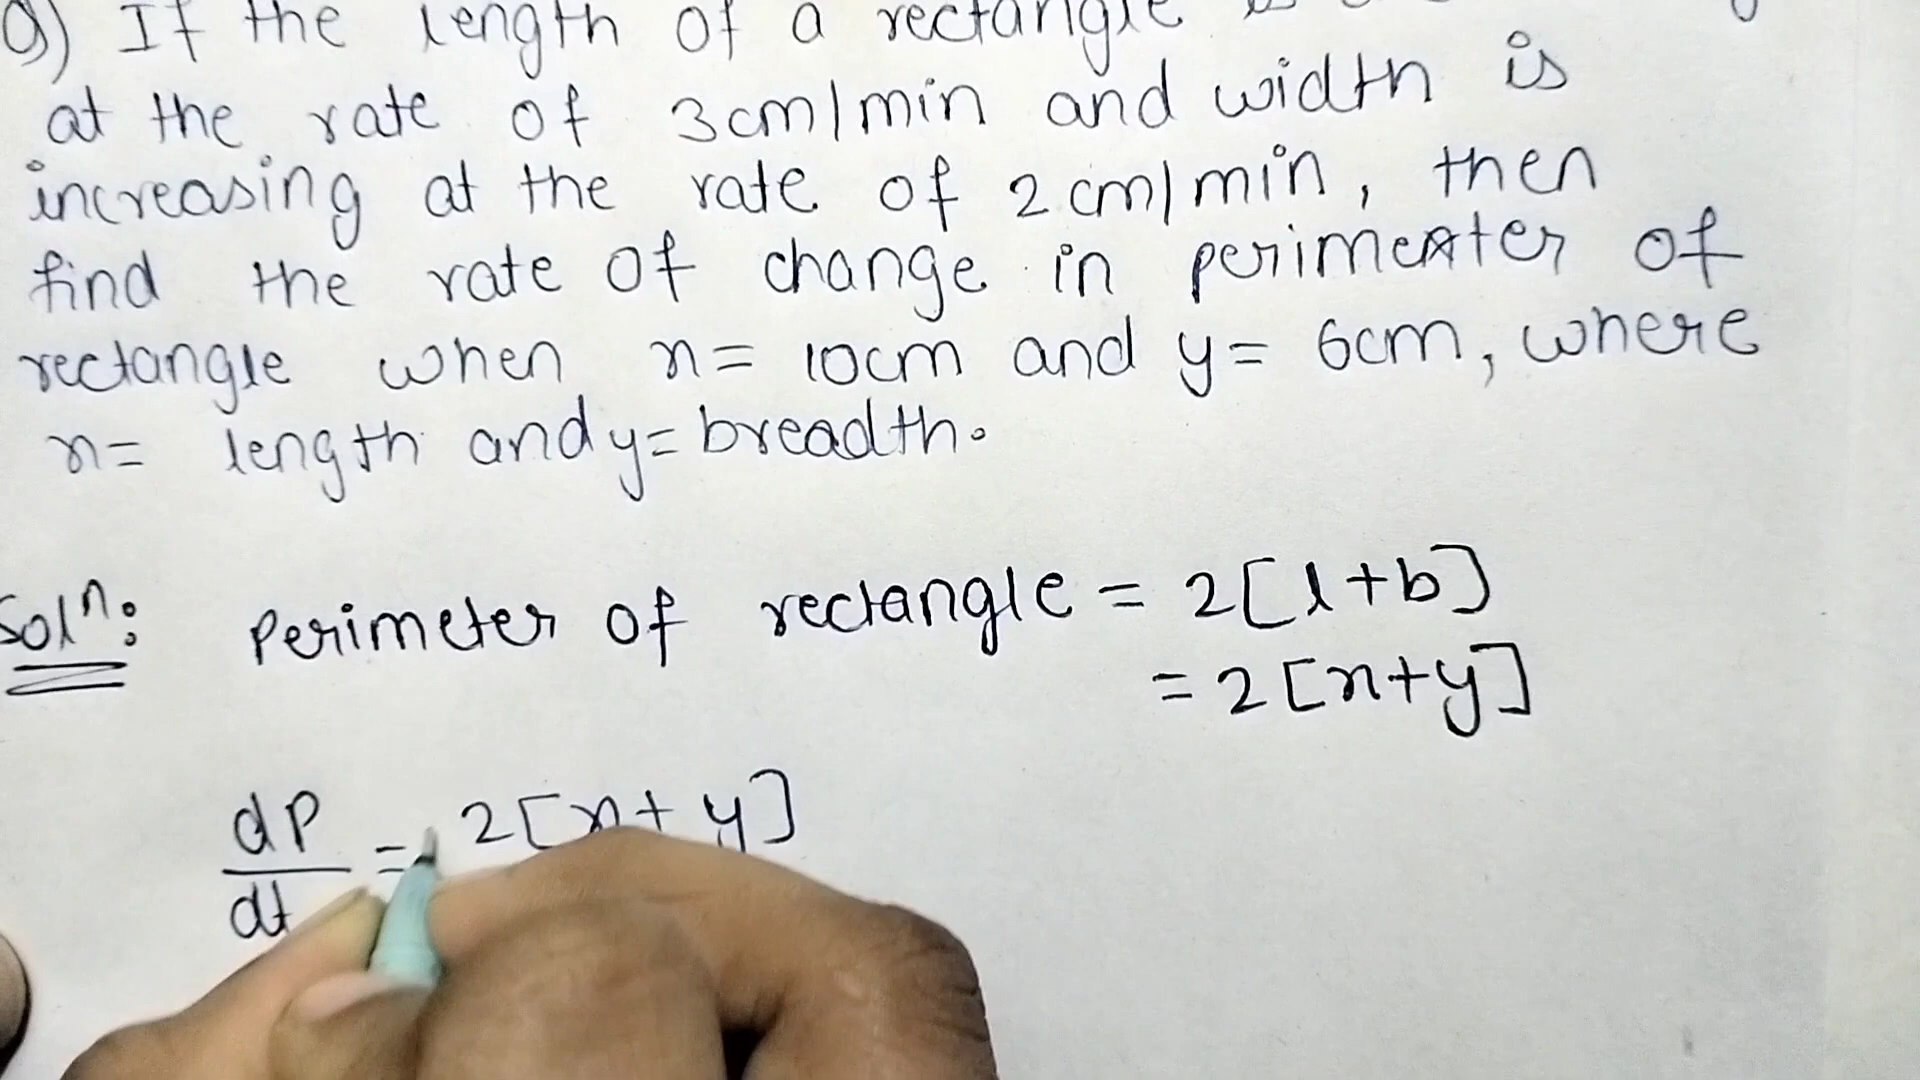 Q) If the length of a rectangle is
at the rate of 3cm/min and width is
increasing at the rate of 2cm/min, then
find the rate of change in perimeter of
rectangle when x= 10cm and y= 6cm, where
x= length and y= breadth.
Solⁿ: Perimeter of rectangle = 2[l+b]
= 2[x+y]
dP/dt = 2[x+y]